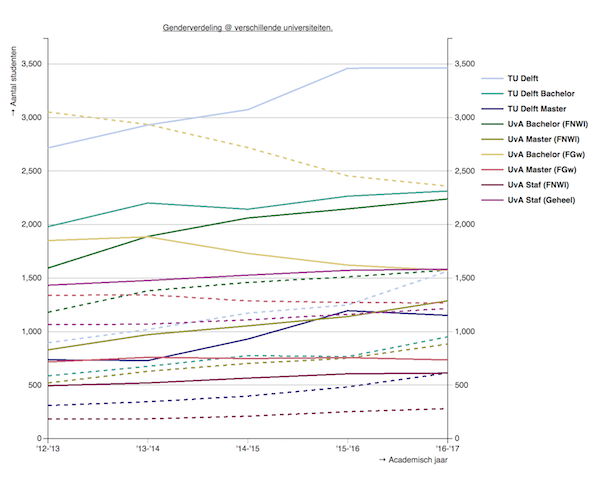 Genderverdeling @ verschillende universiteiten.
→ Aantal studenten
3,500 3,500
3,000 3,000
2,500 2,500
2,000 2,000
1,500 1,500
1,000 1,000
500 500
0 0
'12-'13 '13-'14 '14-'15 '15-'16 '16-'17
→ Academisch jaar
TU Delft
TU Delft Bachelor
TU Delft Master
UvA Bachelor (FNWI)
UvA Master (FNWI)
UvA Bachelor (FGw)
UvA Master (FGw)
UvA Staf (FNWI)
UvA Staf (Geheel)